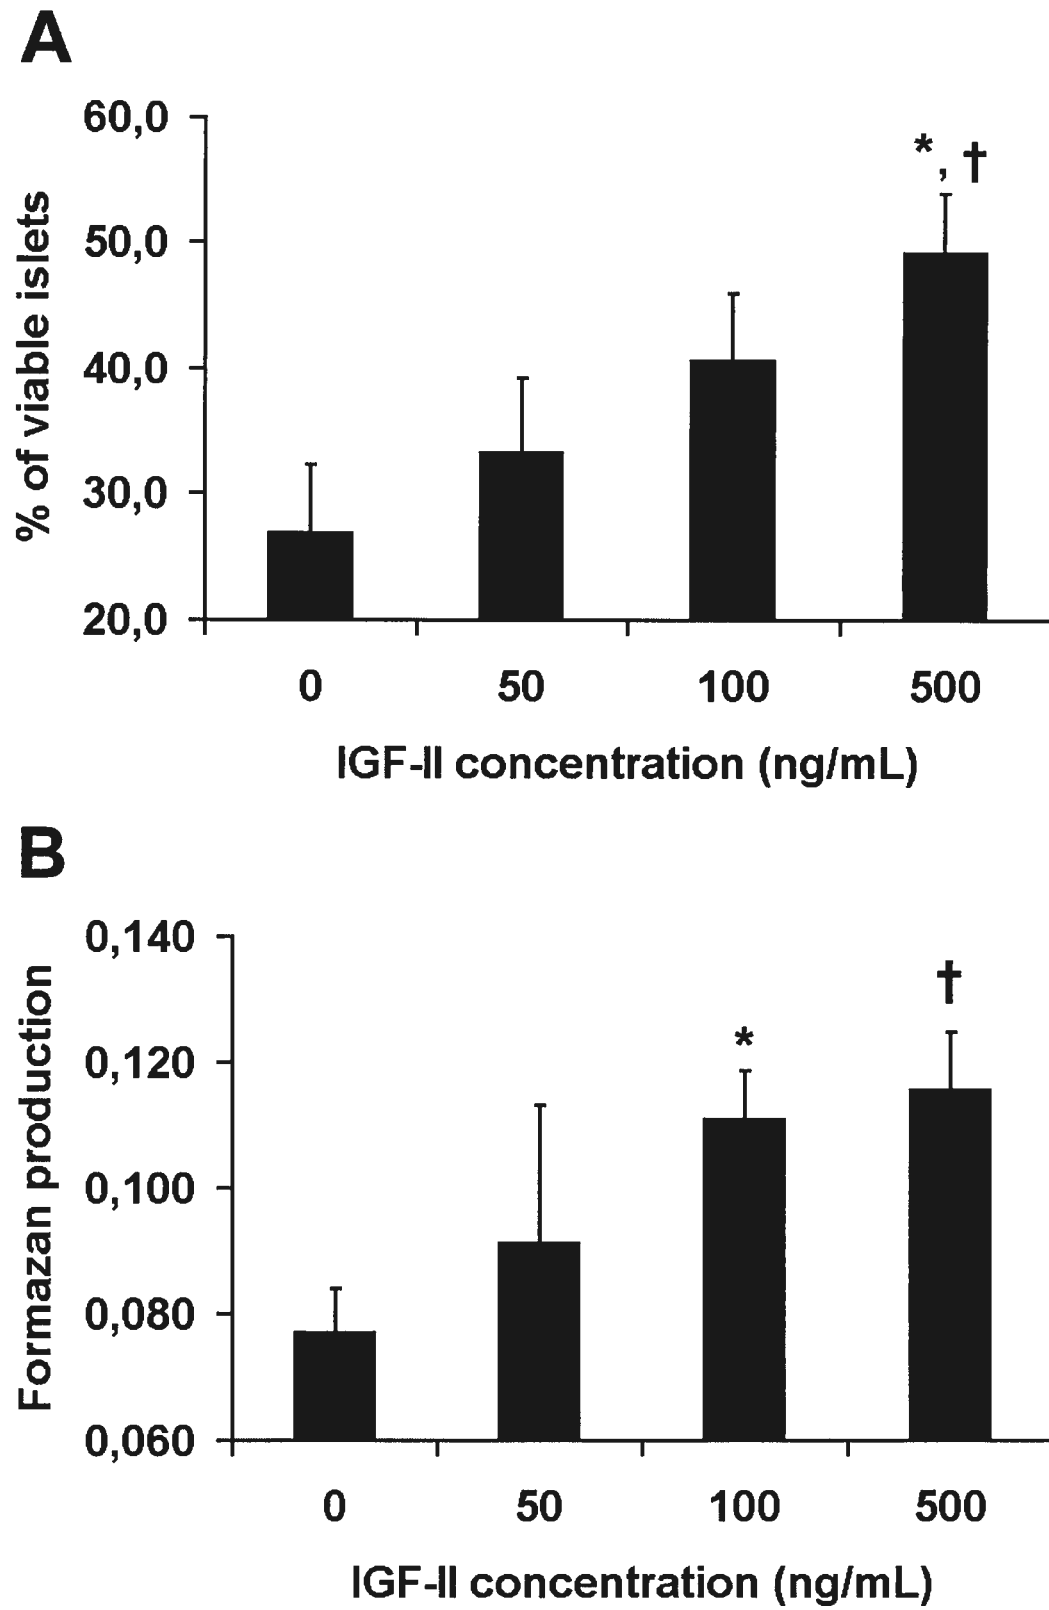 A
60,0
*, †
% of viable islets
50,0
40,0
30,0
20,0
0 50 100 500
IGF-II concentration (ng/mL)
B
0,140
†
*
Formazan production
0,120
0,100
0,080
0,060
0 50 100 500
IGF-II concentration (ng/mL)